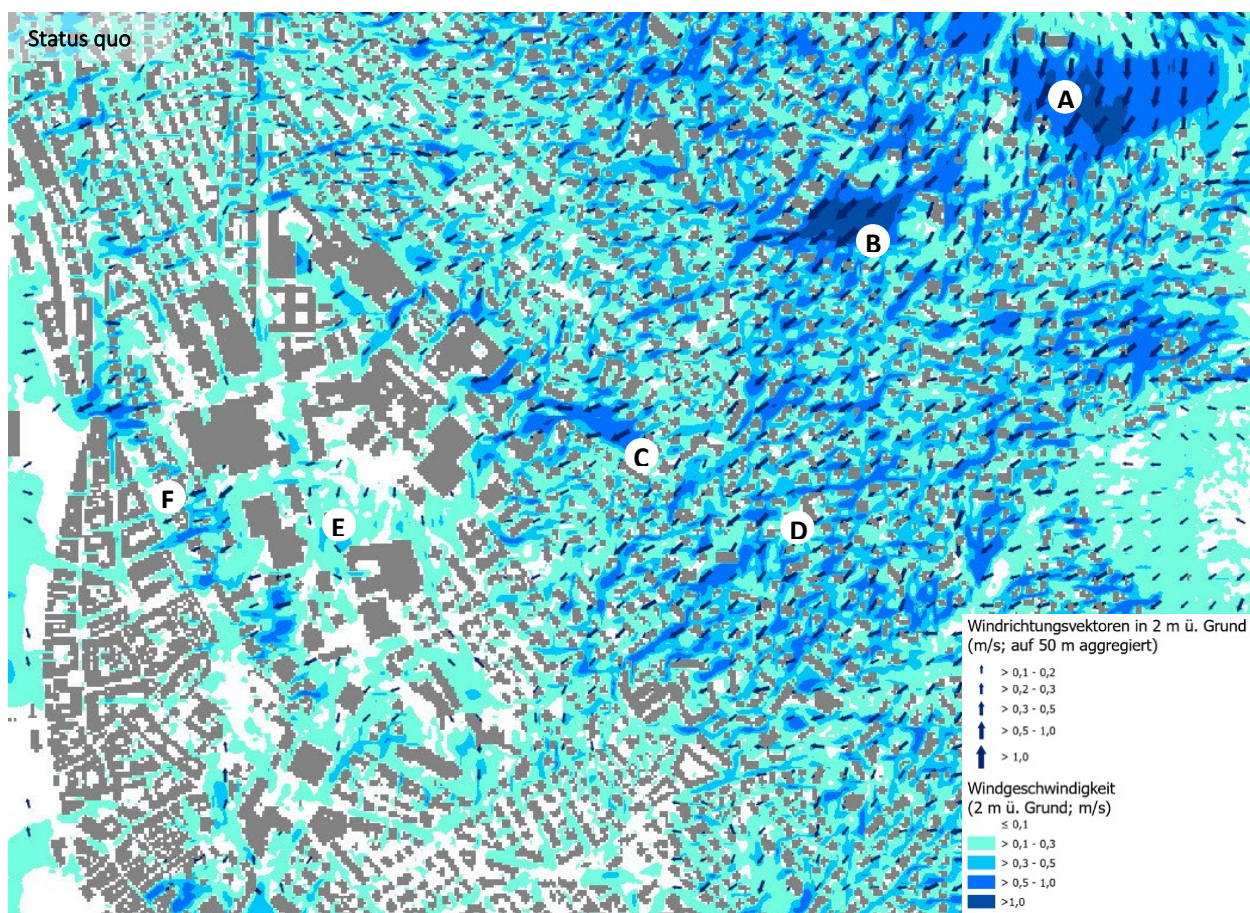 Status quo
A
B
C
D
F
E
Windrichtungsvektoren in 2 m ü. Grund
(m/s; auf 50 m aggregiert)
> 0,1 - 0,2
> 0,2 - 0,3
> 0,3 - 0,5
> 0,5 - 1,0
> 1,0
Windgeschwindigkeit
(2 m ü. Grund; m/s)
≤ 0,1
> 0,1 - 0,3
> 0,3 - 0,5
> 0,5 - 1,0
>1,0